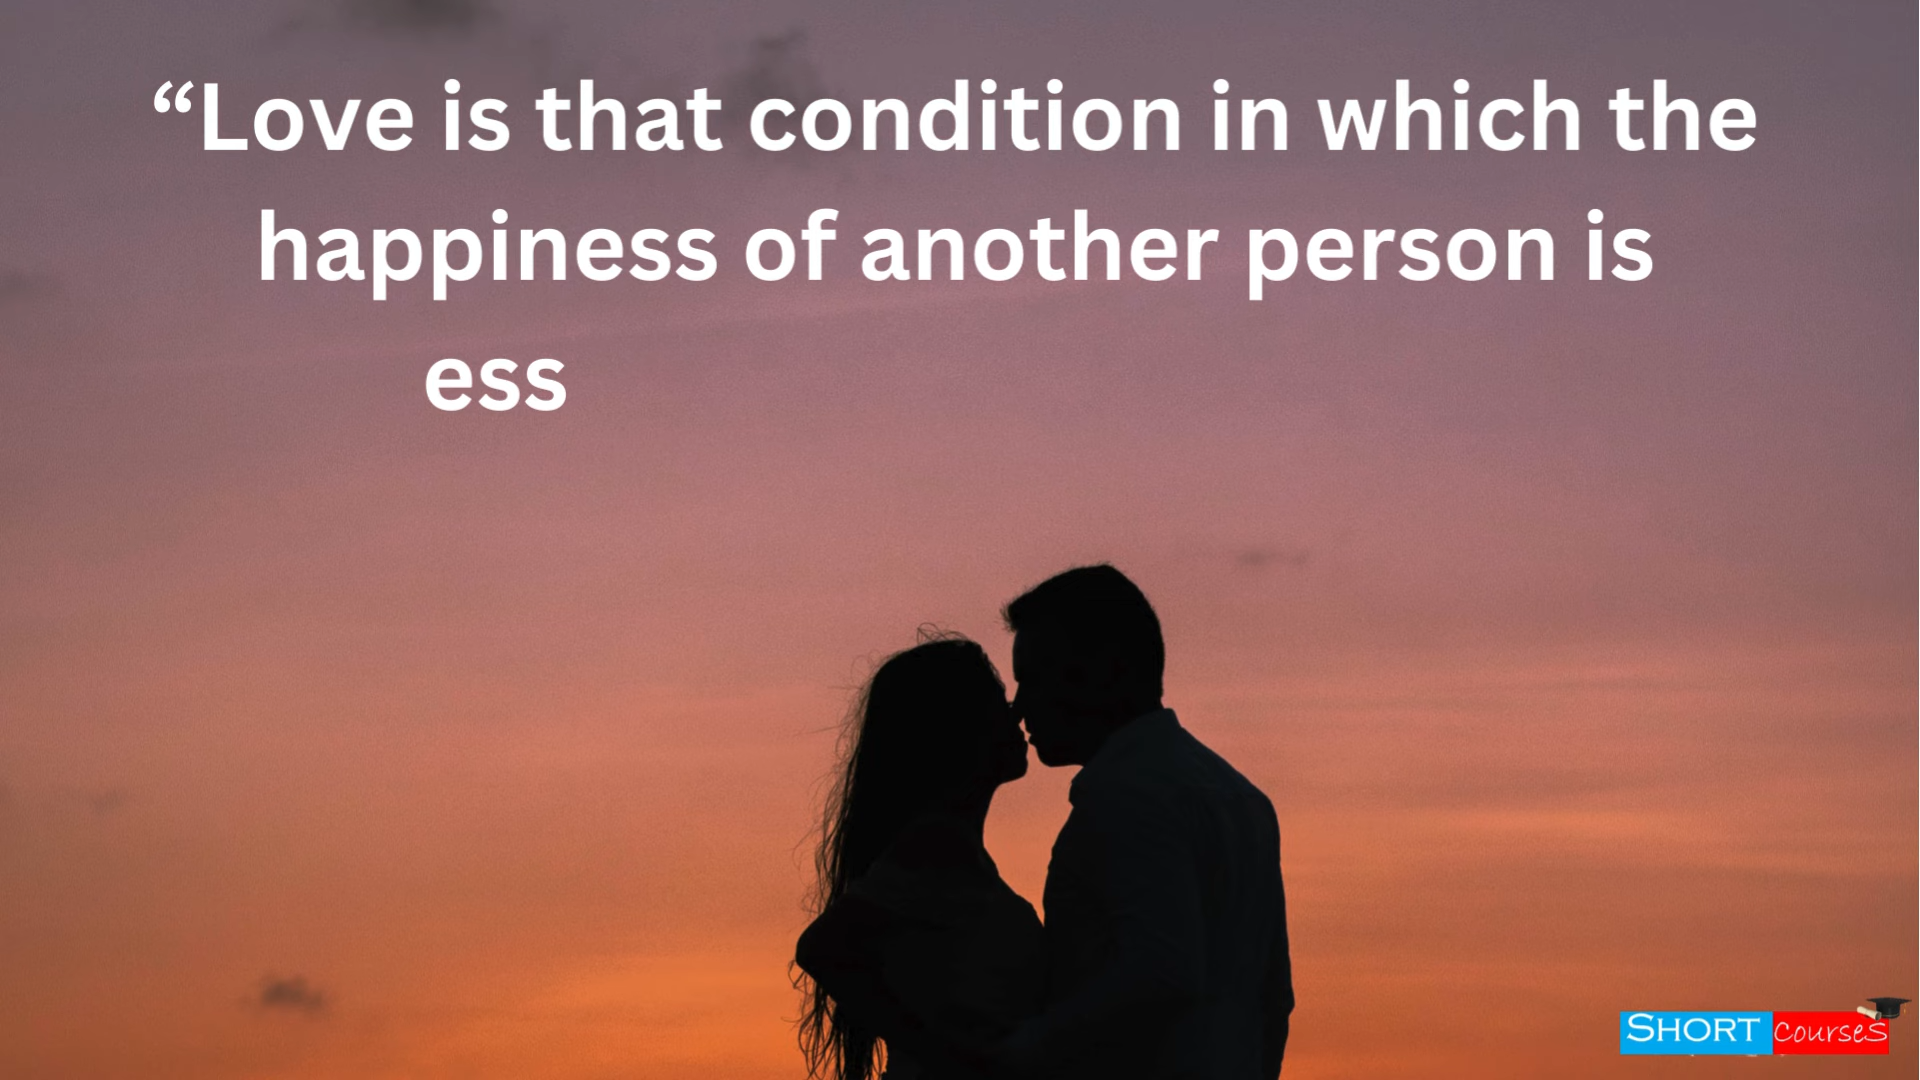 “Love is that condition in which the
happiness of another person is
ess
SHORT courses